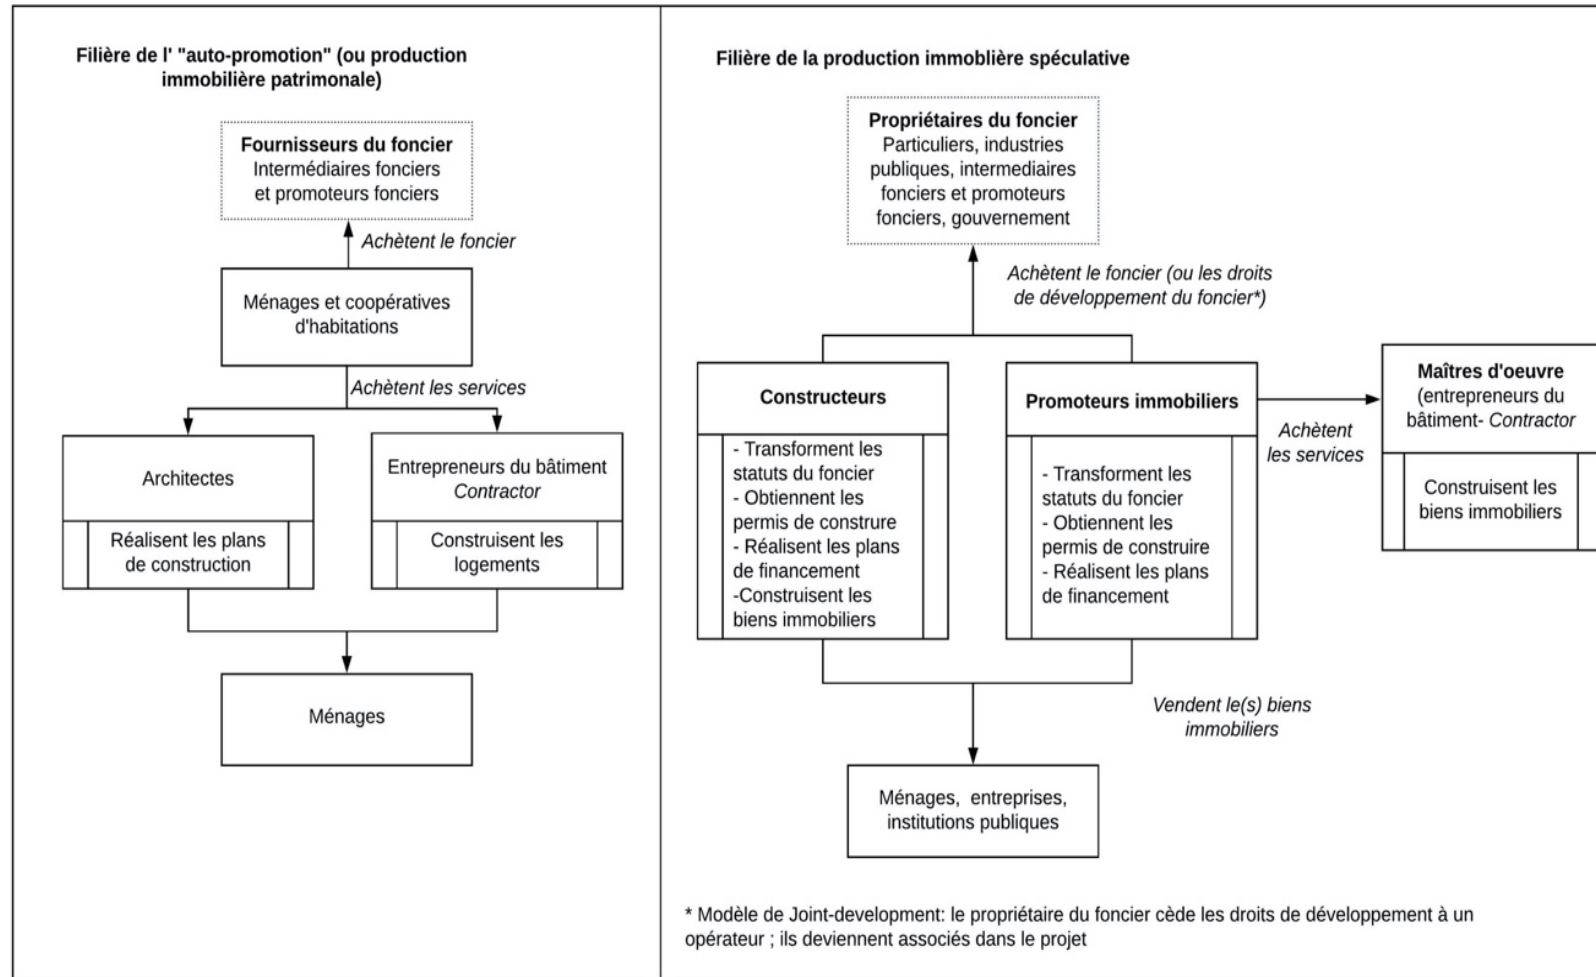 Filière de l' "auto-promotion" (ou production
immobilière patrimonale)
Fournisseurs du foncier
Intermédiaires fonciers
et promoteurs fonciers
Achètent le foncier
Ménages et coopératives
d'habitations
Achètent les services
Architectes
Réalisent les plans
de construction
Entrepreneurs du bâtiment
Contractor
Construisent les
logements
Ménages
Filière de la production immoblière spéculative
Propriétaires du foncier
Particuliers, industries
publiques, intermediaires
fonciers et promoteurs
fonciers, gouvernement
Achètent le foncier (ou les droits
de développement du foncier*)
Constructeurs
- Transforment les
statuts du foncier
- Obtiennent les
permis de construre
- Réalisent les plans
de financement
-Construisent les
biens immobiliers
Promoteurs immobiliers
- Transforment les
statuts du foncier
- Obtiennent les
permis de construire
- Réalisent les plans
de financement
Achètent
les services
Maîtres d'oeuvre
(entrepreneurs du
bâtiment- Contractor
Construisent les
biens immobiliers
Vendent le(s) biens
immobiliers
Ménages, entreprises,
institutions publiques
* Modèle de Joint-development: le propriétaire du foncier cède les droits de développement à un
opérateur ; ils deviennent associés dans le projet